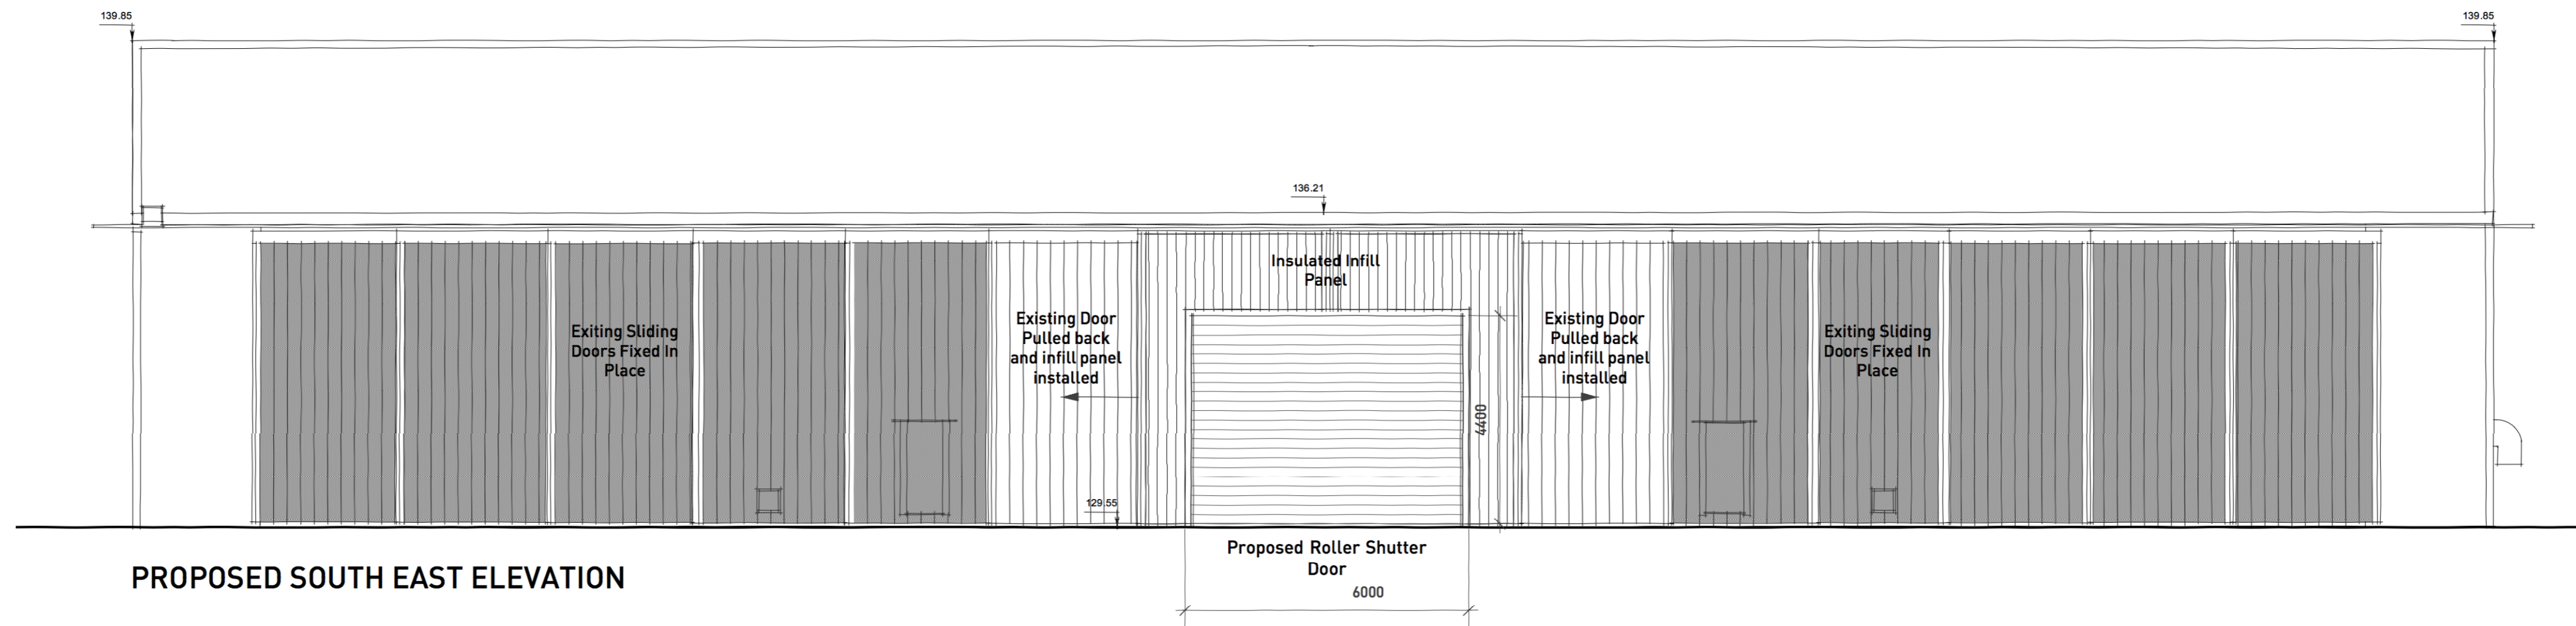 139.85
139.85
136.21
Insulated Infill
Panel
Exiting Sliding
Doors Fixed In
Place
Existing Door
Pulled back
and infill panel
installed
Existing Door
Pulled back
and infill panel
installed
Exiting Sliding
Doors Fixed In
Place
4400
129.55
Proposed Roller Shutter
Door
6000
PROPOSED SOUTH EAST ELEVATION